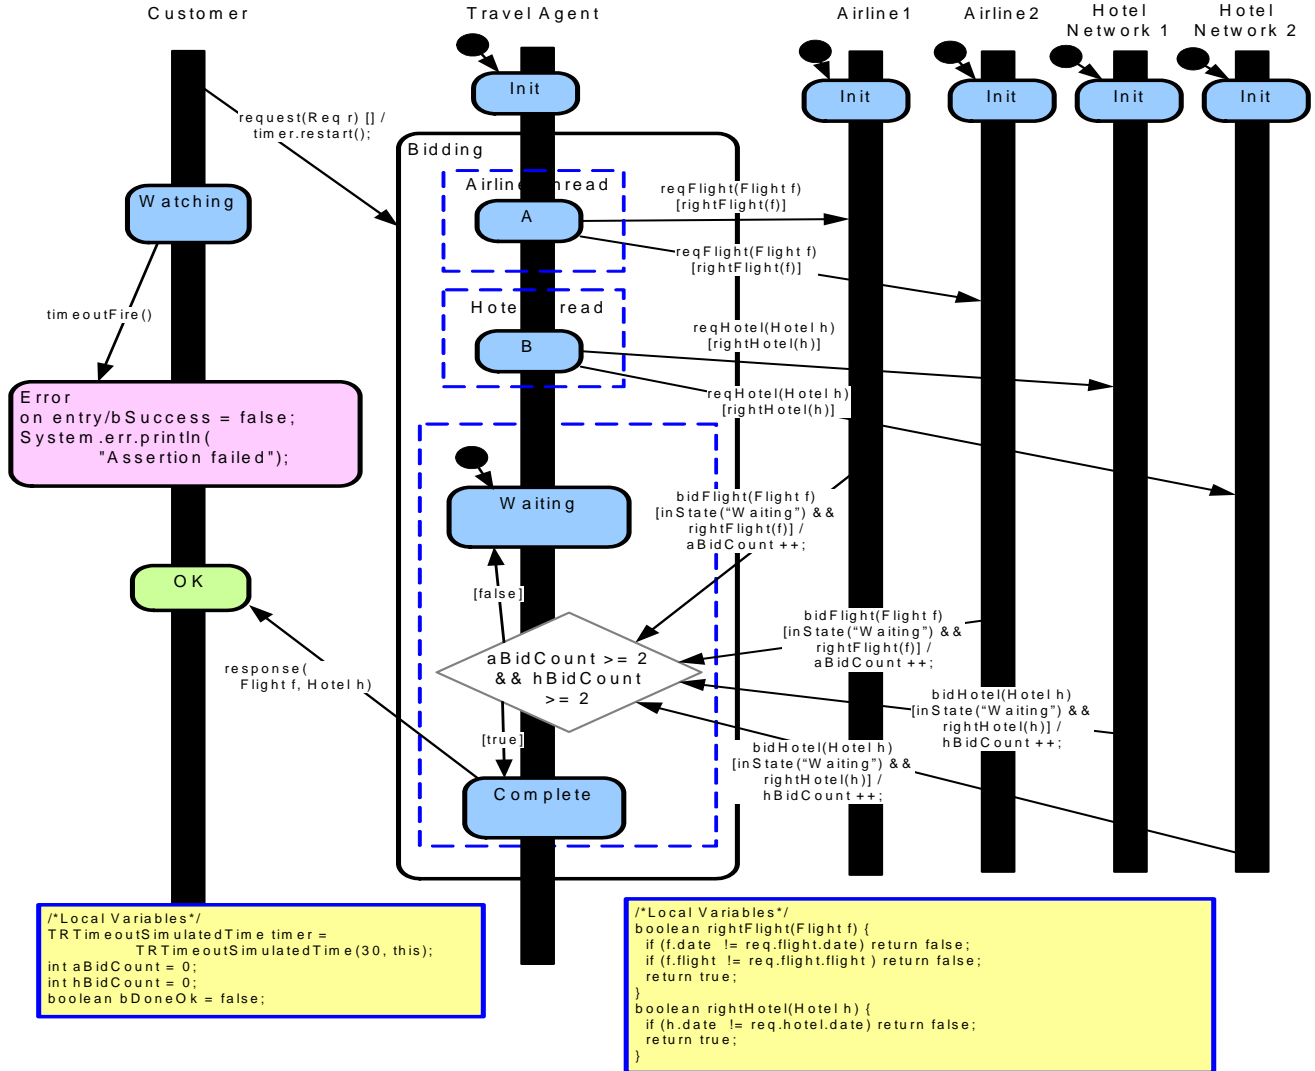 Customer
Travel Agent
Airline1
Airline2
Hotel
Network 1
Hotel
Network 2
Init
Init
Init
Init
Init
request(Req r) [] /
timer.restart();
Bidding
Watching
A
reqFlight(Flight f)
[rightFlight(f)]
reqFlight(Flight f)
[rightFlight(f)]
timeoutFire()
B
reqHotel(Hotel h)
[rightHotel(h)]
reqHotel(Hotel h)
[rightHotel(h)]
Error
on entry/bSuccess = false;
System.err.println(
"Assertion failed");
Waiting
bidFlight(Flight f)
[inState(“Waiting”) &&
rightFlight(f)] /
aBidCount ++;
OK
[false]
bidFlight(Flight f)
[inState(“Waiting”) &&
rightFlight(f)] /
aBidCount ++;
aBidCount >= 2
&& hBidCount
>= 2
response(
Flight f, Hotel h)
bidHotel(Hotel h)
[inState(“Waiting”) &&
rightHotel(h)] /
hBidCount ++;
[true]
bidHotel(Hotel h)
[inState(“Waiting”) &&
rightHotel(h)] /
hBidCount ++;
Complete
/*Local Variables*/
TRTimeoutSimulatedTime timer =
TRTimeoutSimulatedTime(30, this);
int aBidCount = 0;
int hBidCount = 0;
boolean bDoneOk = false;
/*Local Variables*/
boolean rightFlight(Flight f) {
if (f.date != req.flight.date) return false;
if (f.flight != req.flight.flight ) return false;
return true;
}
boolean rightHotel(Hotel h) {
if (h.date != req.hotel.date) return false;
return true;
}